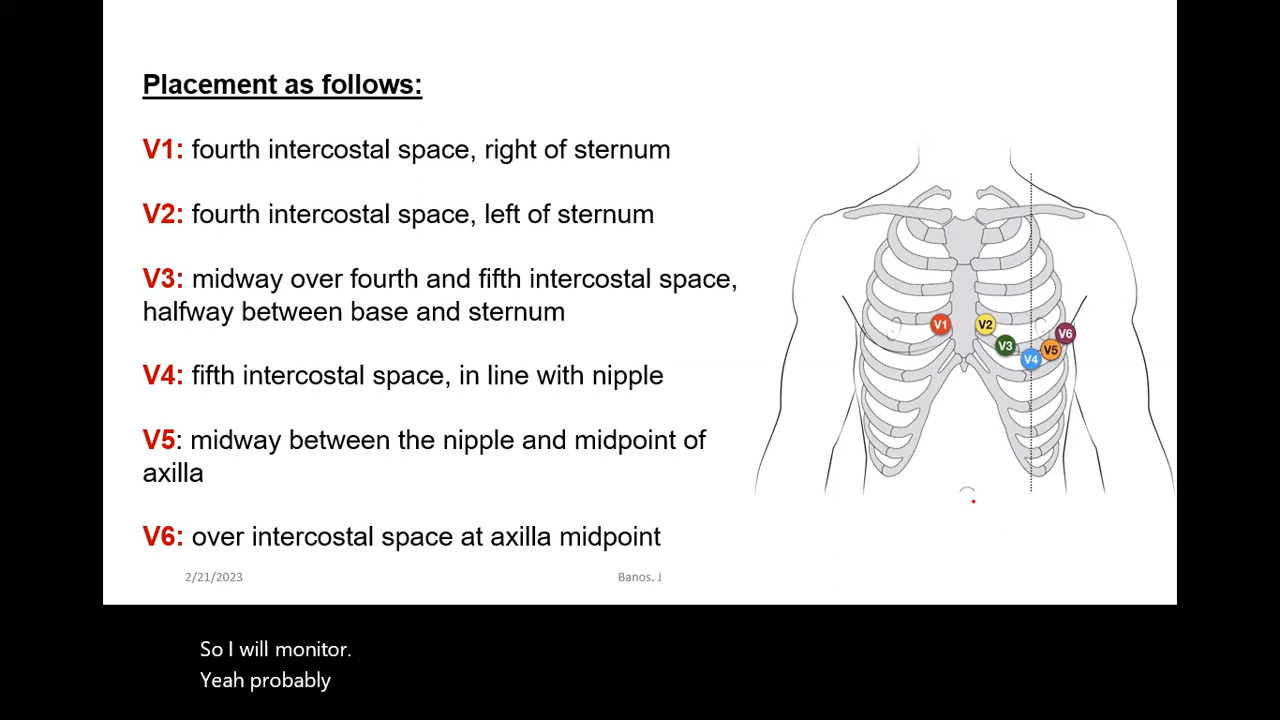 Placement as follows:
V1: fourth intercostal space, right of sternum
V2: fourth intercostal space, left of sternum
V3: midway over fourth and fifth intercostal space,
halfway between base and sternum
V4: fifth intercostal space, in line with nipple
V5: midway between the nipple and midpoint of
axilla
V6: over intercostal space at axilla midpoint
V1
V2
V3
V4
V5
V6
2/21/2023
Banos. J
So I will monitor.
Yeah probably